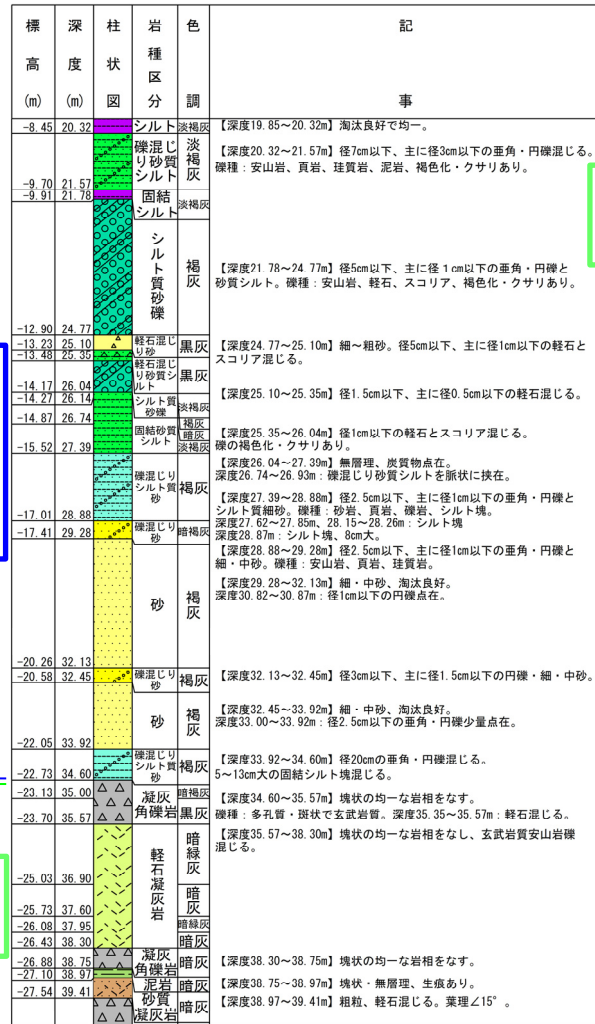 標高(m) 深度(m) 柱状図 岩種区分 色調 記事
-8.45 20.32 シルト 淡褐灰 【深度19.85~20.32m】淘汰良好で均一。
-9.70 21.57 礫混じり砂質シルト 淡褐灰 【深度20.32~21.57m】径7cm以下、主に径3cm以下の亜角・円礫混じる。
礫種:安山岩、頁岩、珪質岩、泥岩、褐色化・クサリあり。
-9.91 21.78 固結シルト 淡褐灰
-12.90 24.77 シルト質砂礫 褐灰 【深度21.78~24.77m】径5cm以下、主に径1cm以下の亜角・円礫と
砂質シルト。礫種:安山岩、軽石、スコリア、褐色化・クサリあり。
-13.23 25.10 軽石混じり砂 黒灰 【深度24.77~25.10m】細~粗砂。径5cm以下、主に径1cm以下の軽石と
スコリア混じる。
-13.48 25.35 軽石混じり砂質シルト 黒灰
-14.17 26.04
【深度25.10~25.35m】径1.5cm以下、主に径0.5cm以下の軽石混じる。
-14.27 26.14 シルト質砂礫 淡褐灰
-14.87 26.74 固結砂質シルト 褐灰 暗灰 淡褐灰
【深度25.35~26.04m】径1cm以下の軽石とスコリア混じる。
礫の褐色化・クサリあり。
-15.52 27.39
【深度26.04~27.39m】無層理、炭質物点在。
深度26.74~26.93m:礫混じり砂質シルトを脈状に挟在。
-17.01 28.88 礫混じりシルト質砂 褐灰 【深度27.39~28.88m】径2.5cm以下、主に径1cm以下の亜角・円礫と
シルト質細砂。礫種:砂岩、頁岩、礫岩、シルト塊。
深度27.62~27.85m、28.15~28.26m:シルト塊
深度28.87m:シルト塊、8cm大。
-17.41 29.28 礫混じり砂 暗褐灰 【深度28.88~29.28m】径2.5cm以下、主に径1cm以下の亜角・円礫と
細・中砂。礫種:安山岩、頁岩、珪質岩。
-20.26 32.13 砂 褐灰 【深度29.28~32.13m】細・中砂、淘汰良好。
深度30.82~30.87m:径1cm以下の円礫点在。
-20.58 32.45 礫混じり砂 褐灰 【深度32.13~32.45m】径3cm以下、主に径1.5cm以下の円礫・細・中砂。
-22.05 33.92 砂 褐灰 【深度32.45~33.92m】細・中砂、淘汰良好。
深度33.00~33.92m:径2.5cm以下の亜角・円礫少量点在。
-22.73 34.60 礫混じりシルト質砂 褐灰 【深度33.92~34.60m】径20cmの亜角・円礫混じる。
5~13cm大の固結シルト塊混じる。
-23.13 35.00 凝灰角礫岩 暗褐灰 【深度34.60~35.57m】塊状の均一な岩相をなす。
-23.70 35.57 黒灰 礫種:多孔質・斑状で玄武岩質。深度35.35~35.57m:軽石混じる。
-25.03 36.90 軽石凝灰岩 暗緑灰 【深度35.57~38.30m】塊状の均一な岩相をなし、玄武岩質安山岩礫
混じる。
-25.73 37.60 暗灰
-26.08 37.95 暗緑灰
-26.43 38.30 暗灰
-26.88 38.75 凝灰角礫岩 暗灰 【深度38.30~38.75m】塊状の均一な岩相をなす。
-27.10 38.97 泥岩 暗灰 【深度38.75~38.97m】塊状・無層理、生痕あり。
-27.54 39.41 砂質凝灰岩 暗灰 【深度38.97~39.41m】細粒、軽石混じる。葉理∠15°。